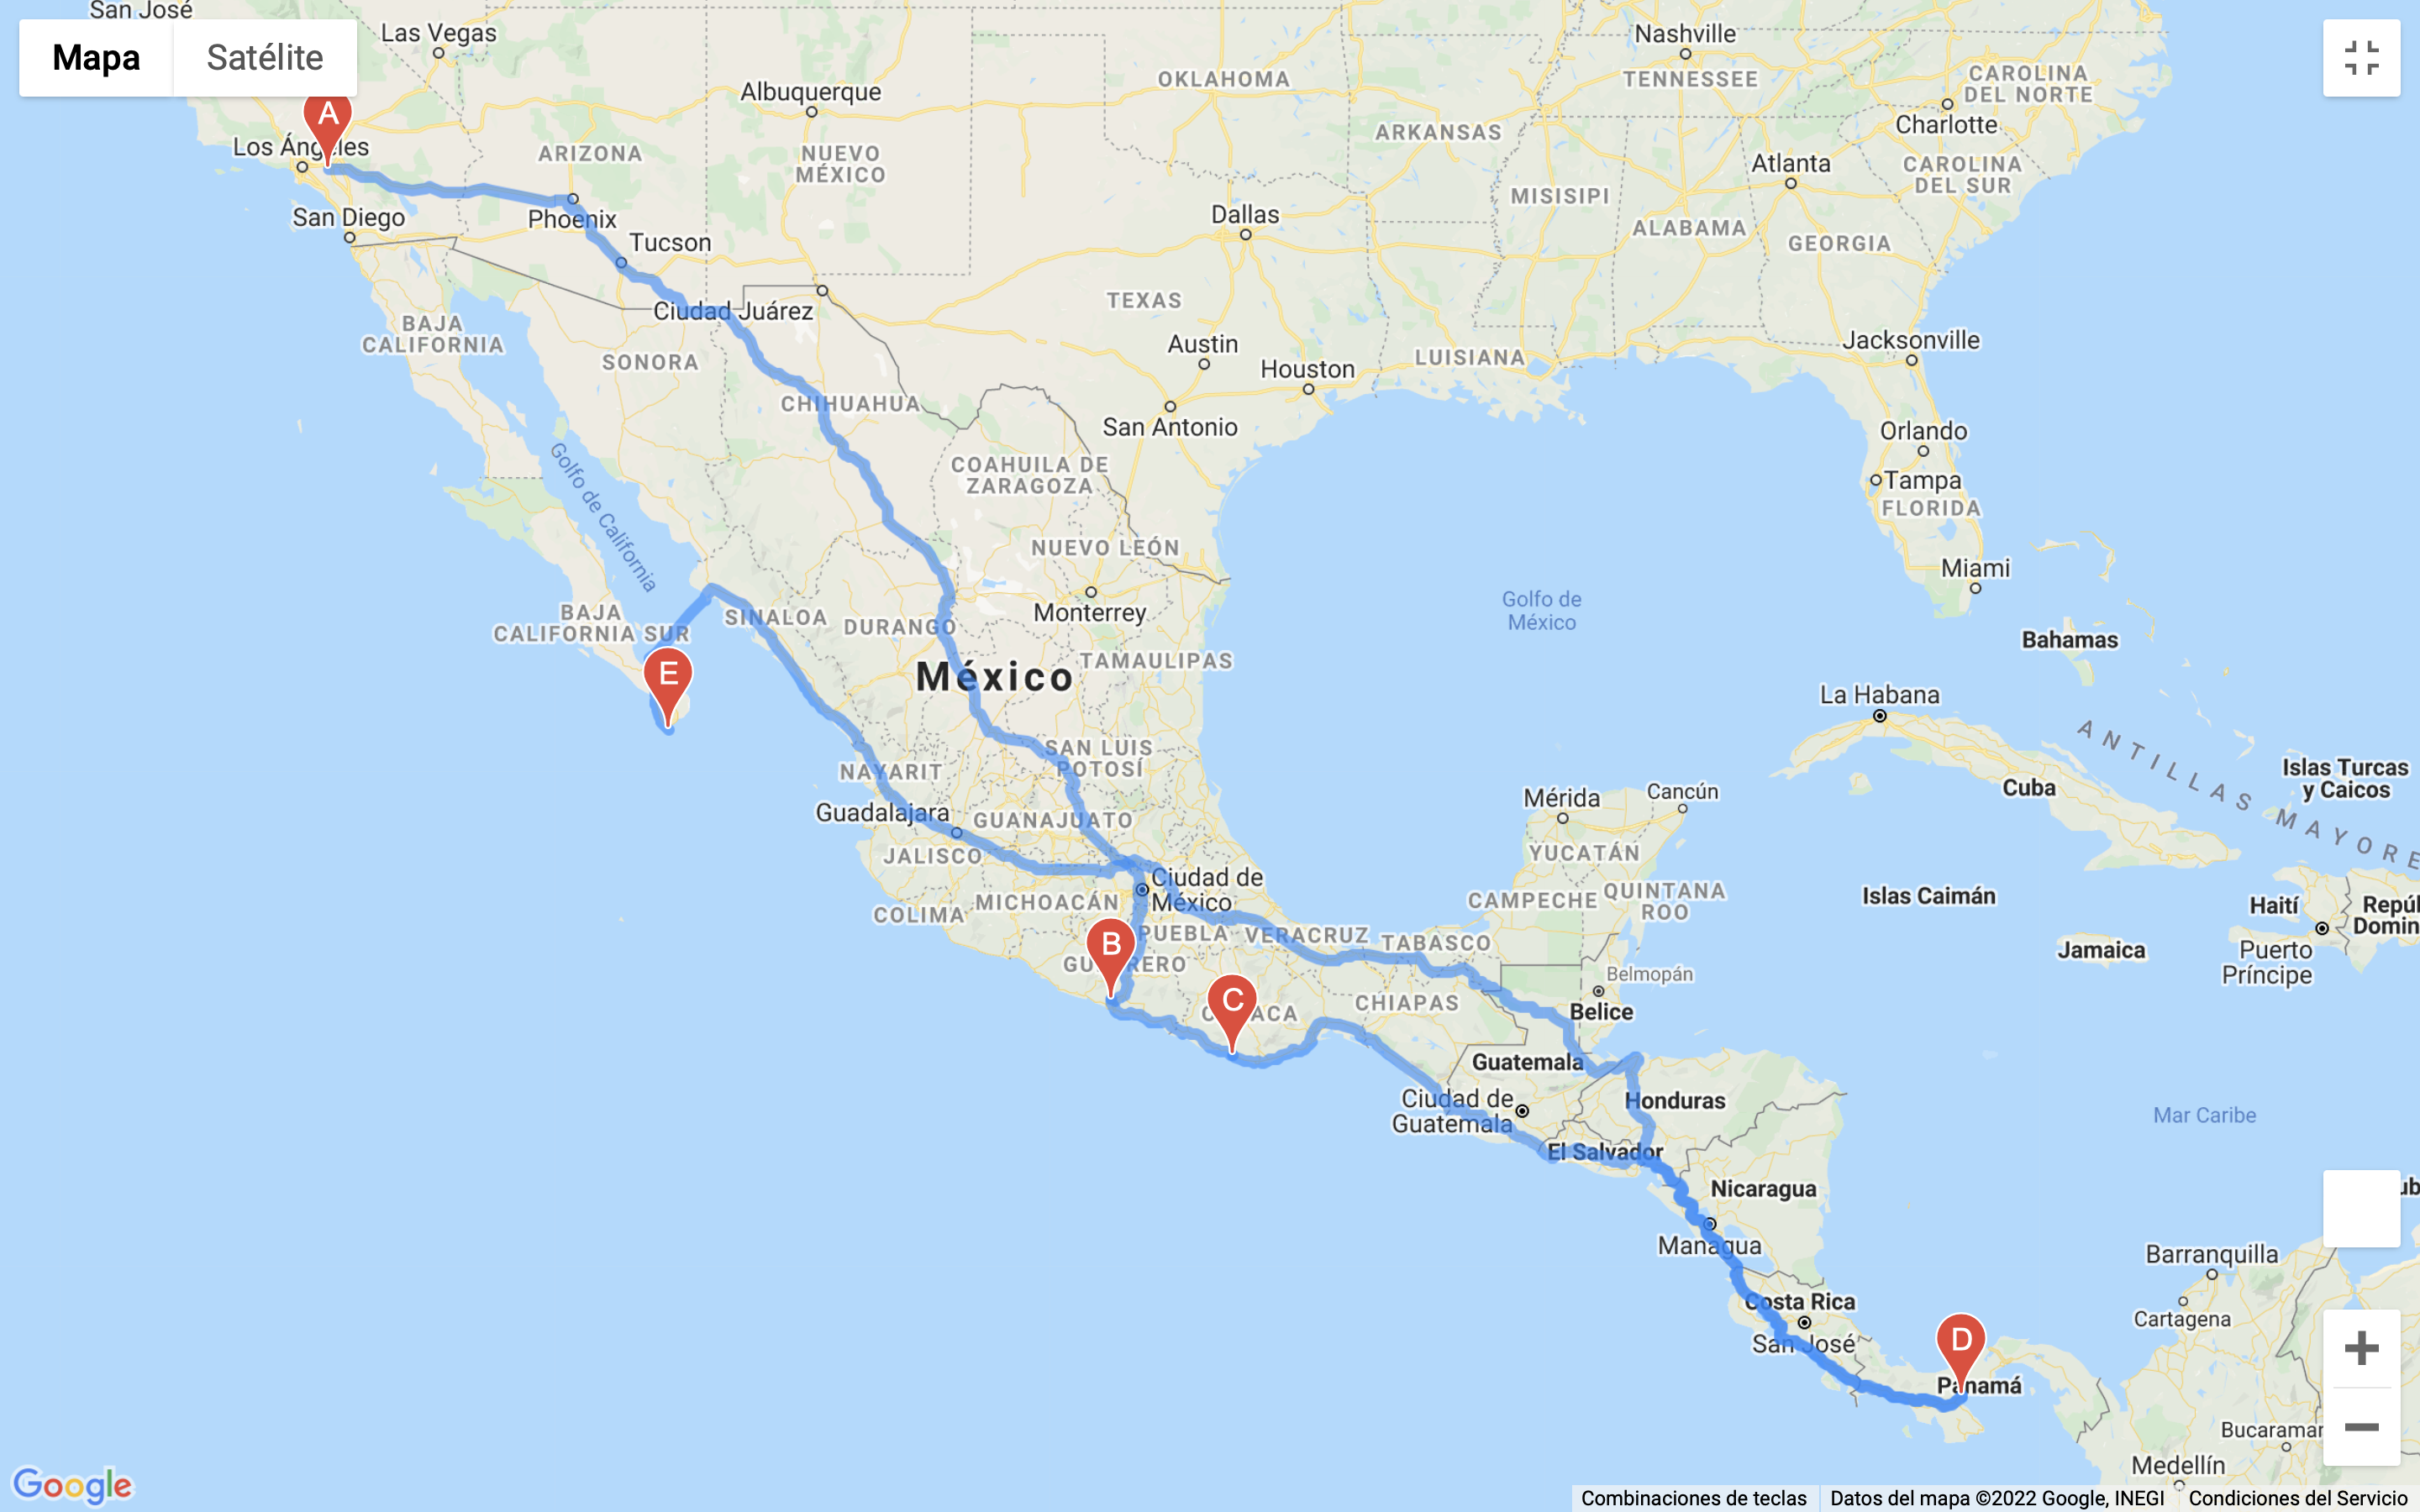 San José
Las Vegas
Mapa
Satélite
Nashville
TENNESSEE
OKLAHOMA
CAROLINA
DEL NORTE
Albuquerque
Charlotte
ARKANSAS
A
Los Ángeles
ARIZONA
NUEVO
MÉXICO
Atlanta
CAROLINA
DEL SUR
MISISIPI
San Diego
Phoenix
Dallas
ALABAMA
GEORGIA
Tucson
TEXAS
Ciudad Juárez
BAJA
CALIFORNIA
SONORA
Austin
Houston
LUISIANA
Jacksonville
CHIHUAHUA
San Antonio
Orlando
Golfo de California
COAHUILA DE
ZARAGOZA
Tampa
FLORIDA
NUEVO LEÓN
Miami
BAJA
CALIFORNIA SUR
SINALOA
DURANGO
Monterrey
Golfo de
México
Bahamas
E
México
TAMAULIPAS
La Habana
ANTILLAS MAYORE
SAN LUIS
POTOSÍ
NAYARIT
Islas Turcas
y Caicos
Cuba
Mérida
Cancún
Guadalajara
GUANAJUATO
JALISCO
YUCATÁN
Ciudad de
México
CAMPECHE
QUINTANA
ROO
Islas Caimán
COLIMA
MICHOACÁN
Haití
Repúl
Domin
B
PUEBLA
VERACRUZ
TABASCO
Jamaica
Puerto
Príncipe
GUERRERO
Belmopán
C
OAXACA
CHIAPAS
Belice
Guatemala
Ciudad de
Guatemala
Honduras
Mar Caribe
El Salvador
Nicaragua
ub
Managua
Barranquilla
Costa Rica
Cartagena
San José
D
Panamá
Bucaramar
Medellín
Google
Combinaciones de teclas
Datos del mapa ©2022 Google, INEGI
Condiciones del Servicio